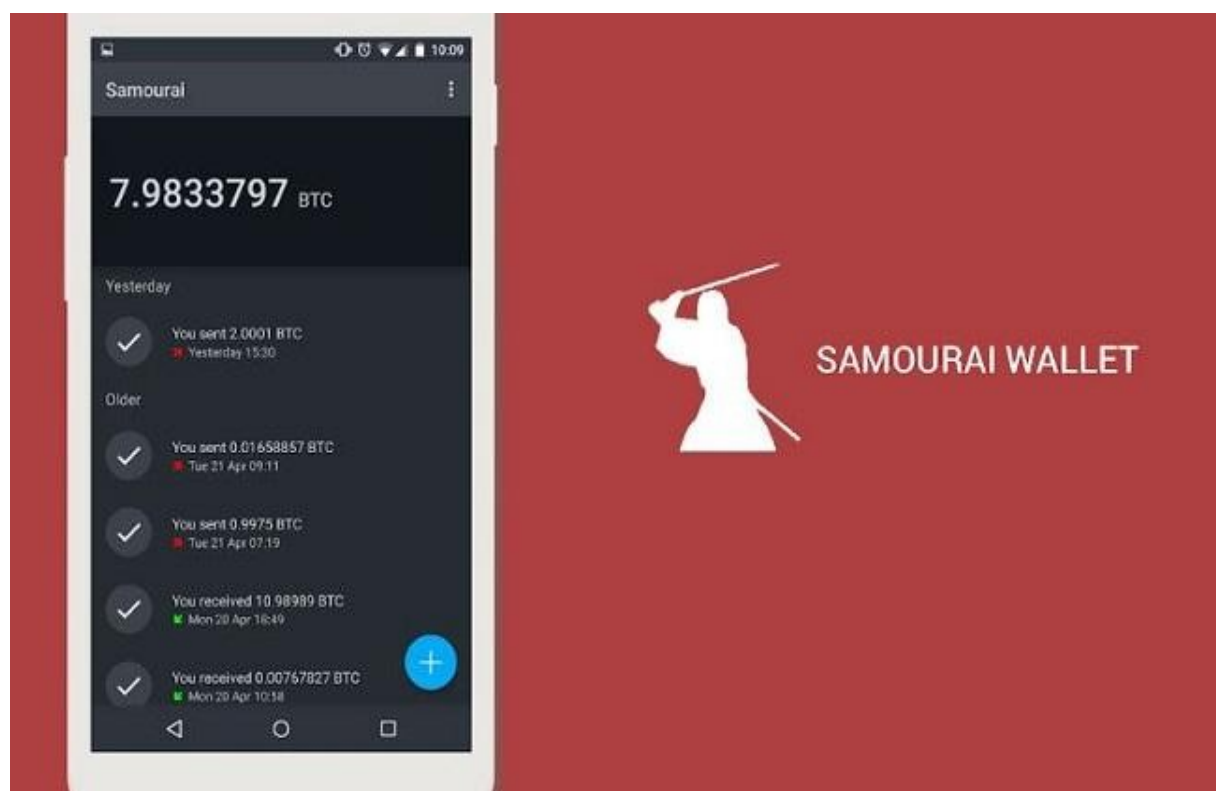 10:09
Samourai
7.9833797 BTC
Yesterday
You sent 2.0001 BTC
Yesterday 15:30
Older
You sent 0.01658857 BTC
Tue 21 Apr 09:11
You sent 0.9975 BTC
Tue 21 Apr 07:19
You received 10.98989 BTC
Mon 20 Apr 18:49
You received 0.00767827 BTC
Mon 20 Apr 10:58
SAMOURAI WALLET